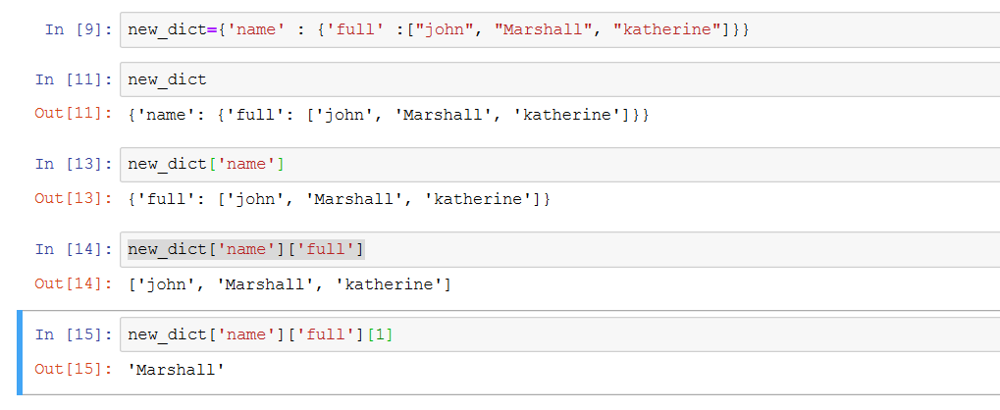 In [9]: new_dict={'name' : {'full' :["john", "Marshall", "katherine"]}}
In [11]: new_dict
Out[11]: {'name': {'full': ['john', 'Marshall', 'katherine']}}
In [13]: new_dict['name']
Out[13]: {'full': ['john', 'Marshall', 'katherine']}
In [14]: new_dict['name']['full']
Out[14]: ['john', 'Marshall', 'katherine']
In [15]: new_dict['name']['full'][1]
Out[15]: 'Marshall'